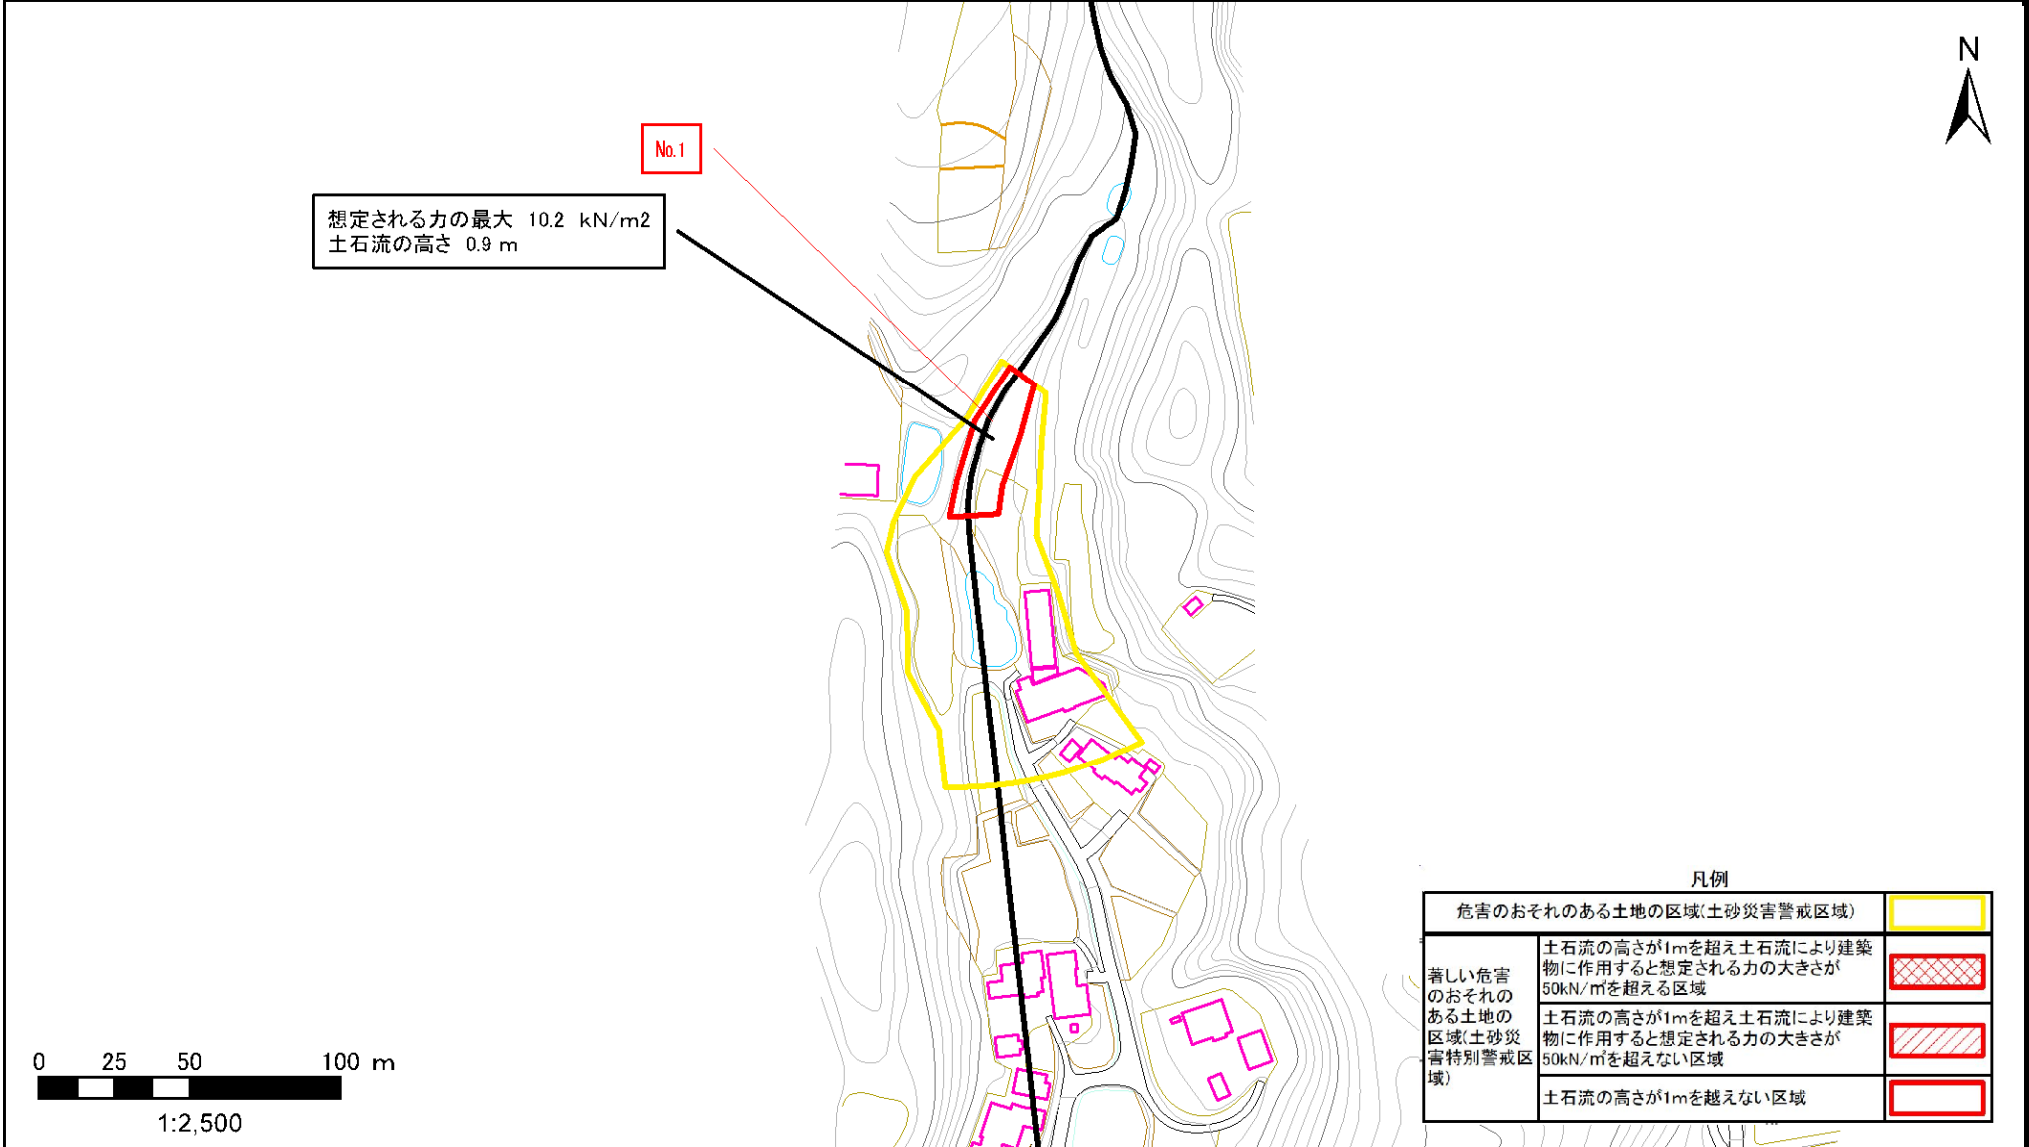 N
No.1
想定される力の最大 10.2 kN/m2
土石流の高さ 0.9 m
凡例
危害のおそれのある土地の区域(土砂災害警戒区域)
著しい危害
のおそれの
ある土地の
区域(土砂災
害特別警戒区
域)
土石流の高さが1mを超え土石流により建築
物に作用すると想定される力の大きさが
50kN/㎡を超える区域
土石流の高さが1mを超え土石流により建築
物に作用すると想定される力の大きさが
50kN/㎡を超えない区域
土石流の高さが1mを越えない区域
0 25 50 100 m
1:2,500